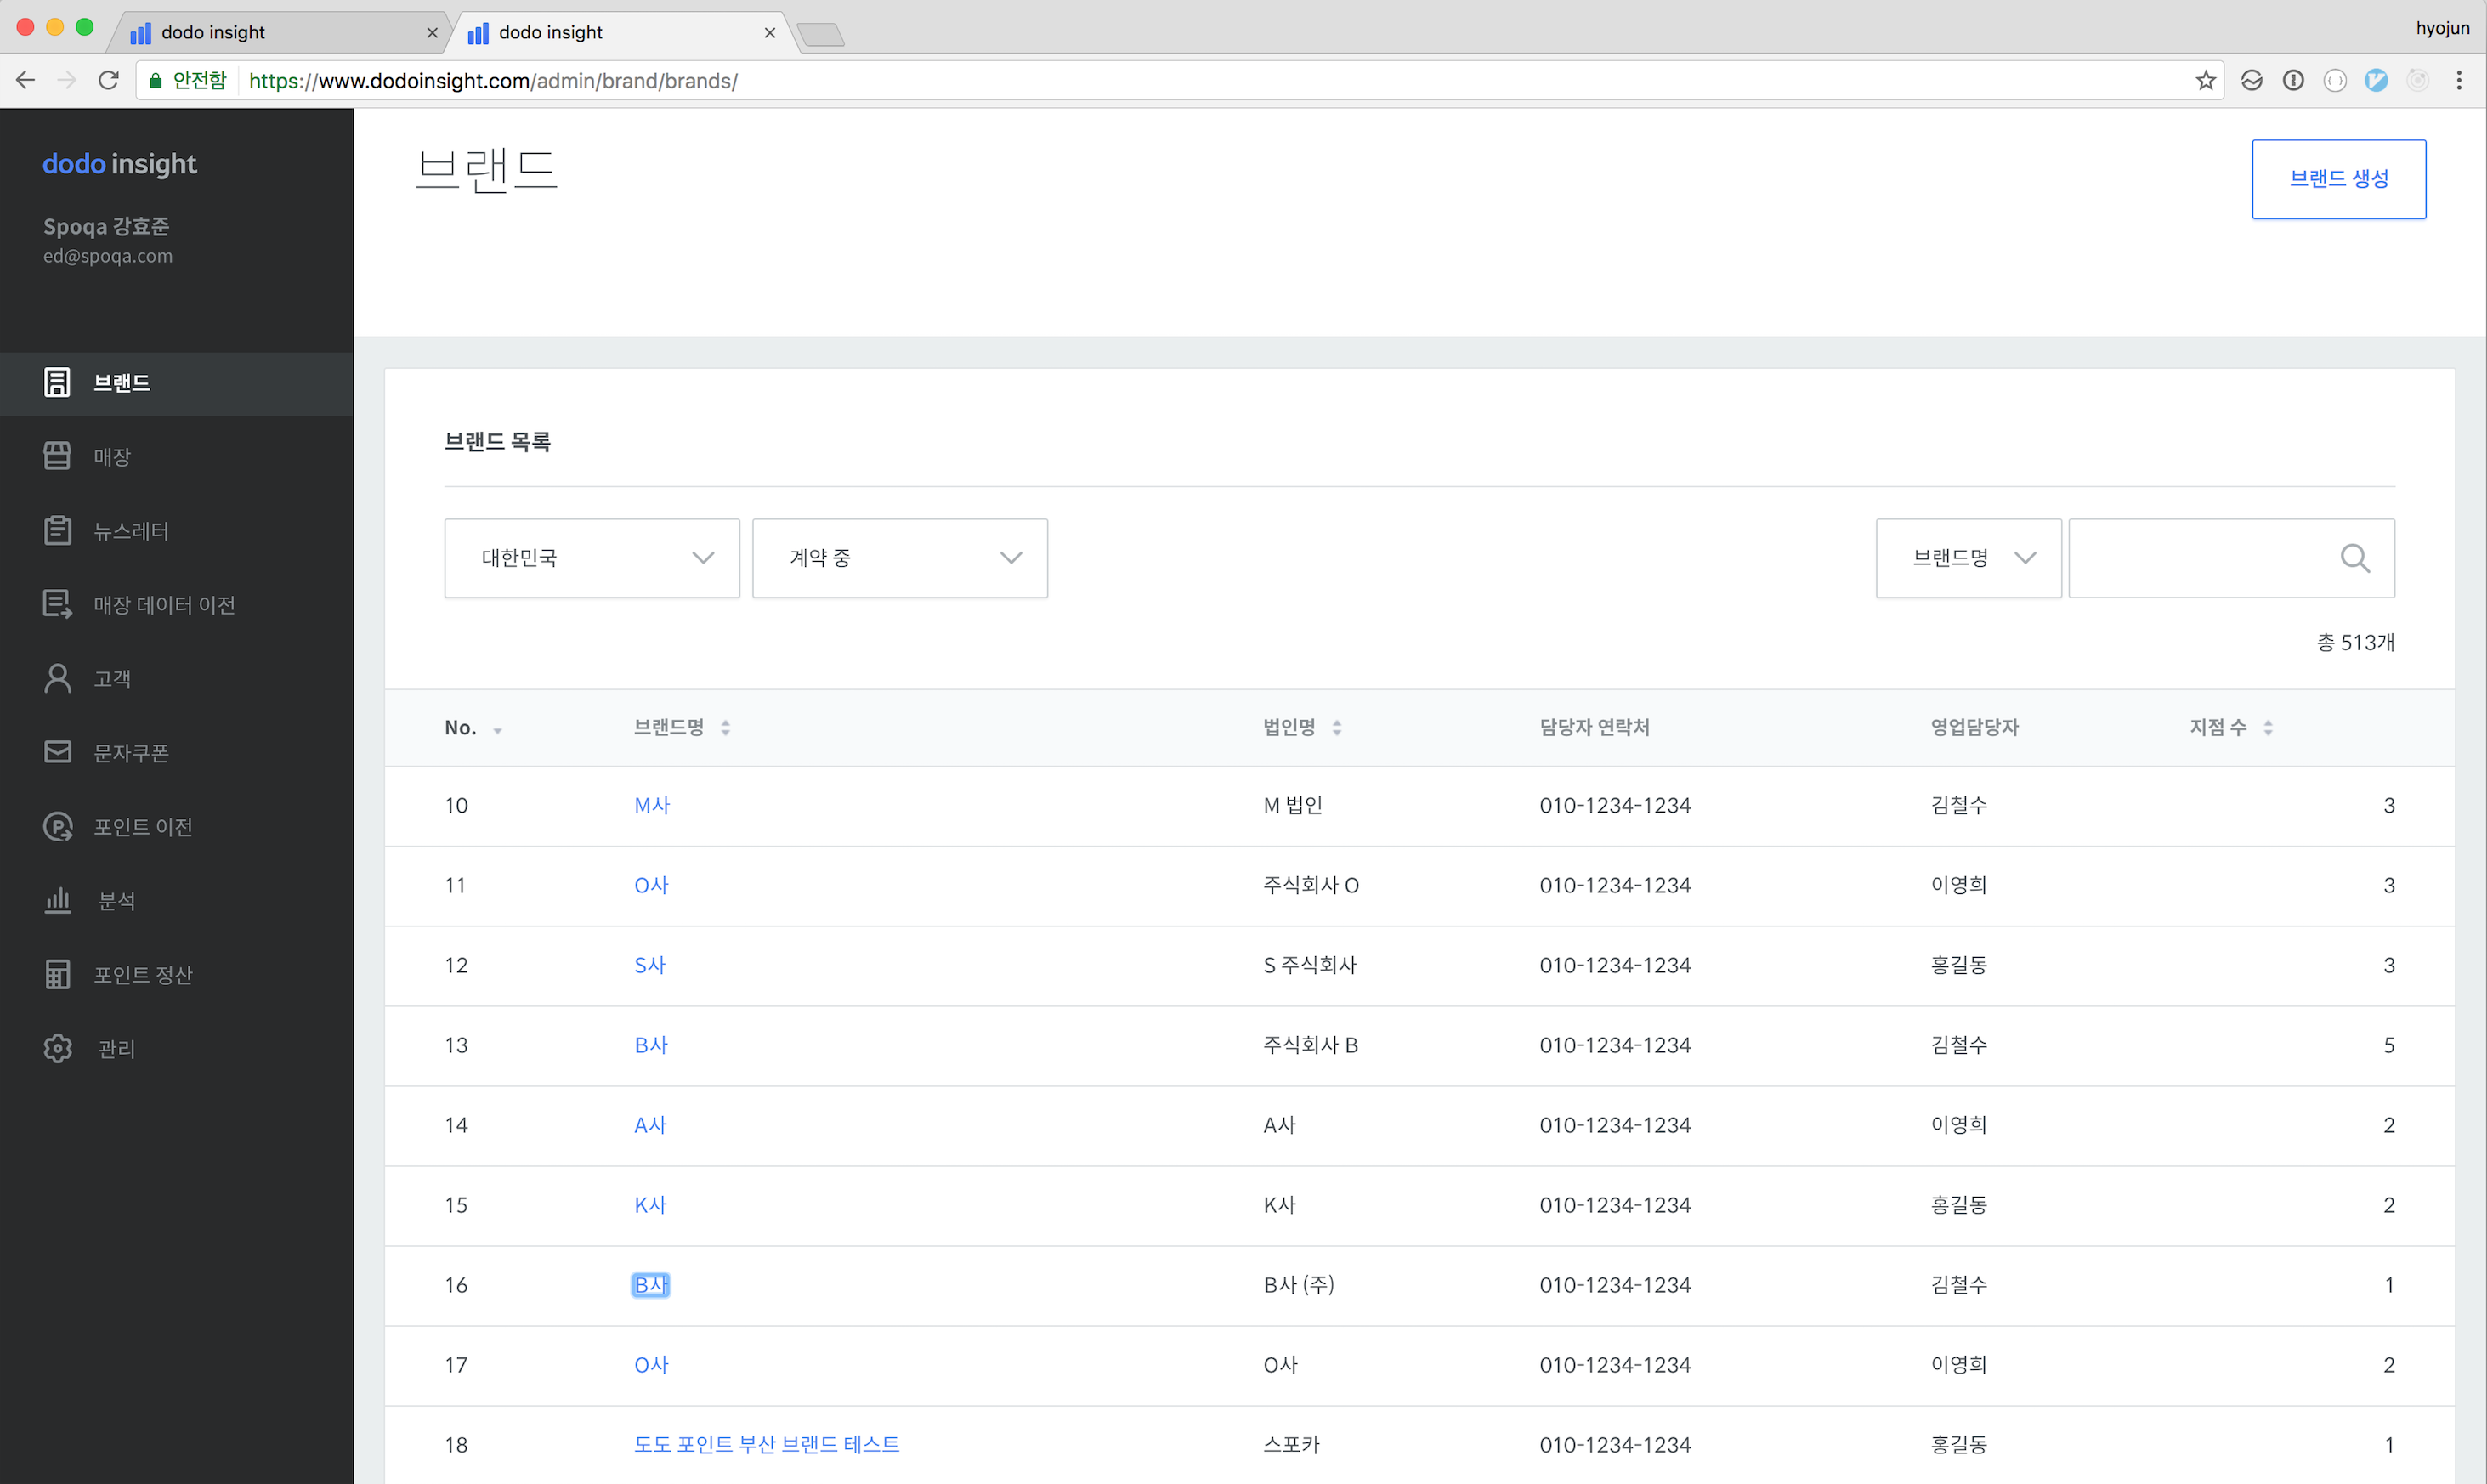 dodo insight
dodo insight
hyojun
안전함 https://www.dodoinsight.com/admin/brand/brands/
dodo insight
Spoqa 강효준
ed@spoqa.com
브랜드
매장
뉴스레터
매장 데이터 이전
고객
문자쿠폰
포인트 이전
분석
포인트 정산
관리
브랜드
브랜드 생성
브랜드 목록
대한민국 계약 중 브랜드명
총 513개
No. 브랜드명 법인명 담당자 연락처 영업담당자 지점 수
10 M사 M 법인 010-1234-1234 김철수 3
11 O사 주식회사 O 010-1234-1234 이영희 3
12 S사 S 주식회사 010-1234-1234 홍길동 3
13 B사 주식회사 B 010-1234-1234 김철수 5
14 A사 A사 010-1234-1234 이영희 2
15 K사 K사 010-1234-1234 홍길동 2
16 B사 B사 (주) 010-1234-1234 김철수 1
17 O사 O사 010-1234-1234 이영희 2
18 도도 포인트 부산 브랜드 테스트 스포카 010-1234-1234 홍길동 1